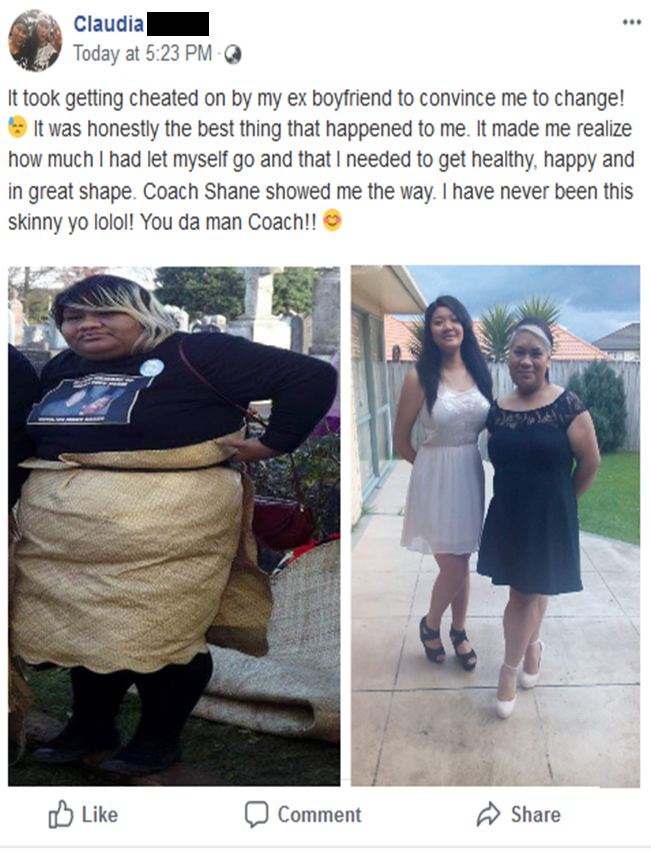 Claudia
Today at 5:23 PM ·
It took getting cheated on by my ex boyfriend to convince me to change!
😓 It was honestly the best thing that happened to me. It made me realize
how much I had let myself go and that I needed to get healthy, happy and
in great shape. Coach Shane showed me the way. I have never been this
skinny yo lolol! You da man Coach!! 😊
Like Comment Share